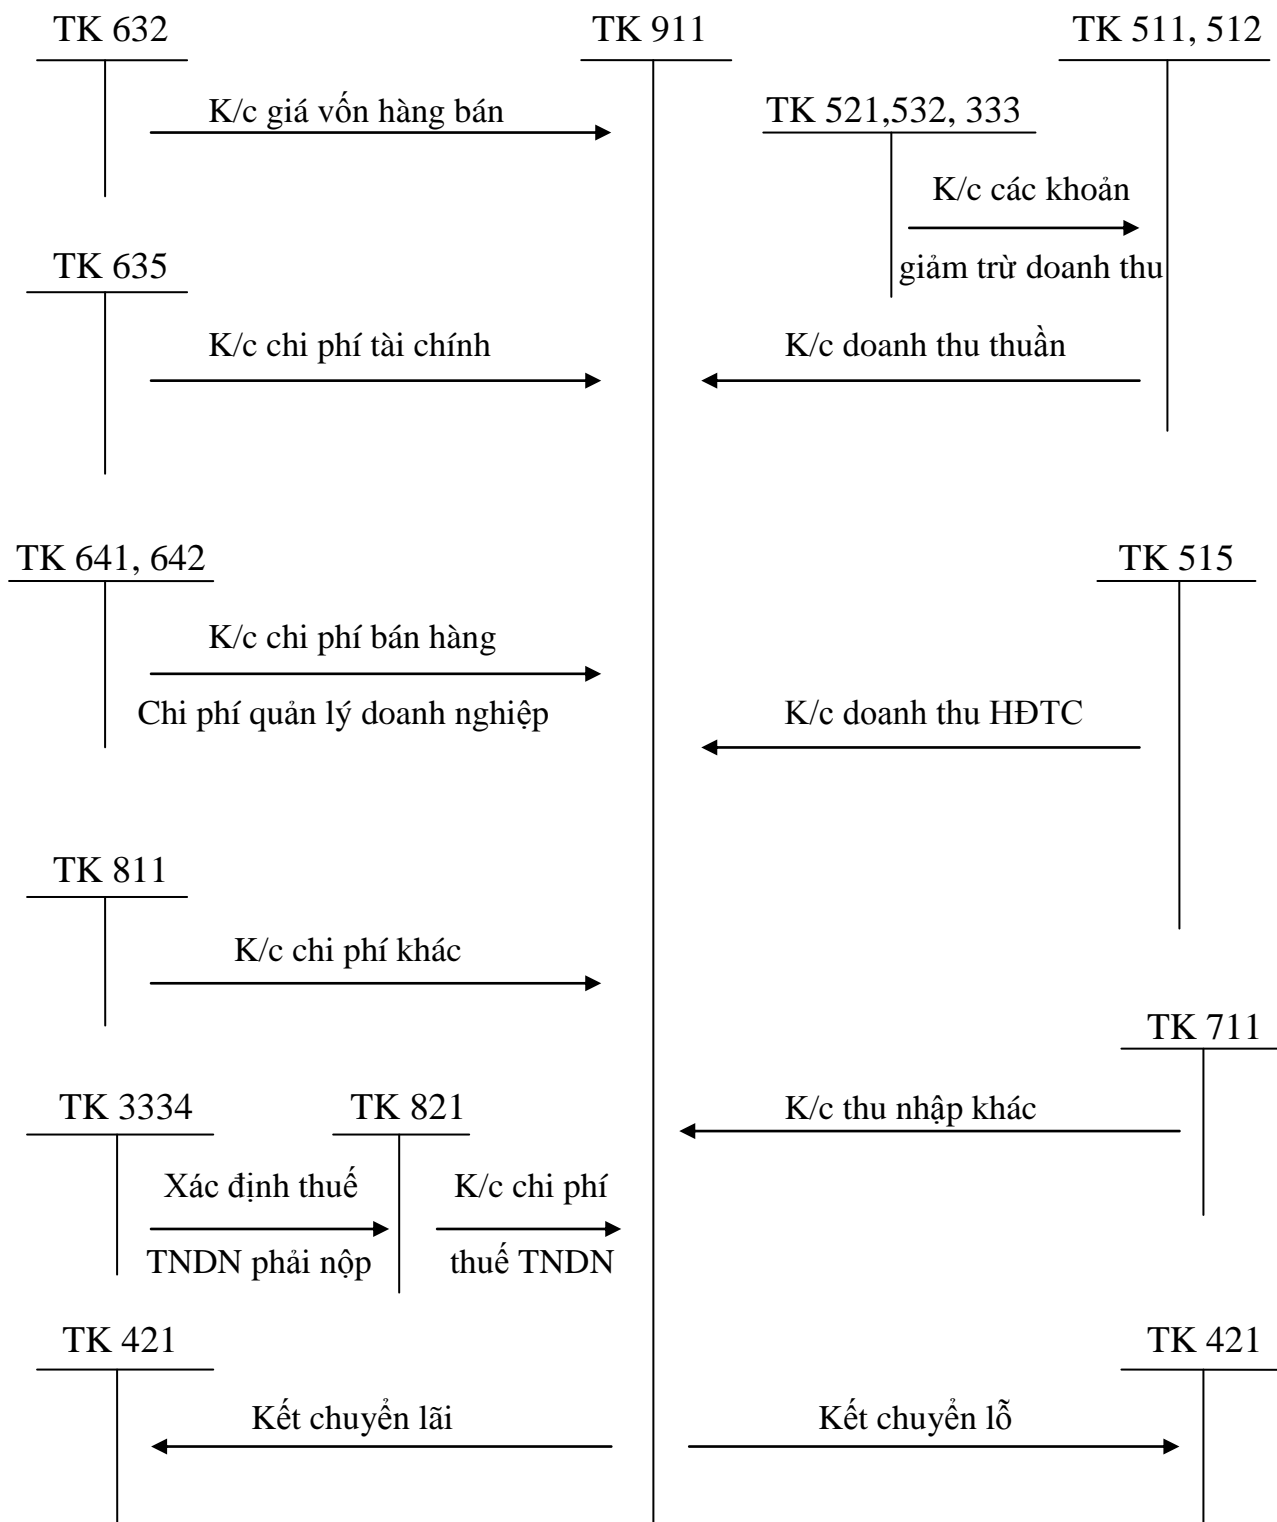 TK 632
TK 911
TK 511, 512
K/c giá vốn hàng bán
TK 521,532, 333
K/c các khoản
giảm trừ doanh thu
TK 635
K/c chi phí tài chính
K/c doanh thu thuần
TK 641, 642
TK 515
K/c chi phí bán hàng
Chi phí quản lý doanh nghiệp
K/c doanh thu HĐTC
TK 811
K/c chi phí khác
TK 711
TK 3334
TK 821
K/c thu nhập khác
Xác định thuế
TNDN phải nộp
K/c chi phí
thuế TNDN
TK 421
TK 421
Kết chuyển lãi
Kết chuyển lỗ